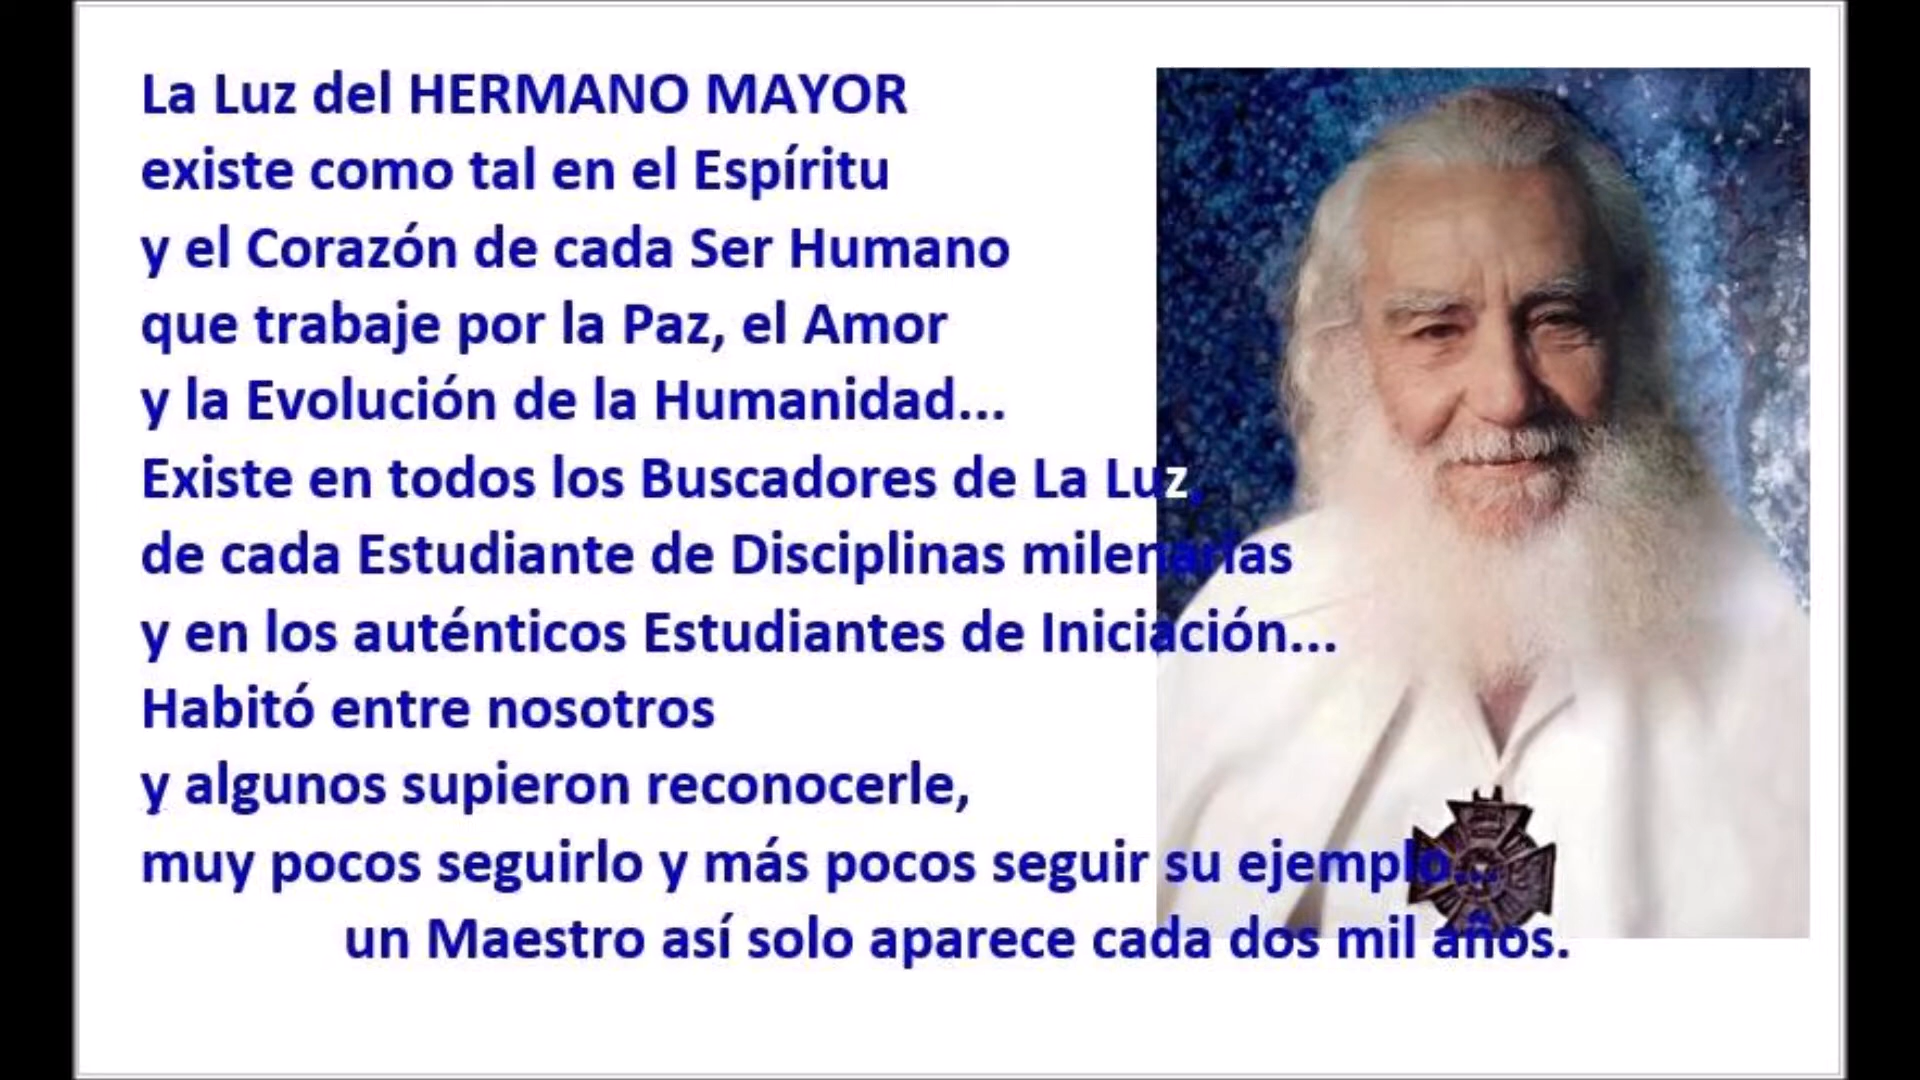 La Luz del HERMANO MAYOR
existe como tal en el Espíritu
y el Corazón de cada Ser Humano
que trabaje por la Paz, el Amor
y la Evolución de la Humanidad...
Existe en todos los Buscadores de La Luz,
de cada Estudiante de Disciplinas milenarias
y en los auténticos Estudiantes de Iniciación...
Habitó entre nosotros
y algunos supieron reconocerle,
muy pocos seguirlo y más pocos seguir su ejemplo...
un Maestro así solo aparece cada dos mil años.